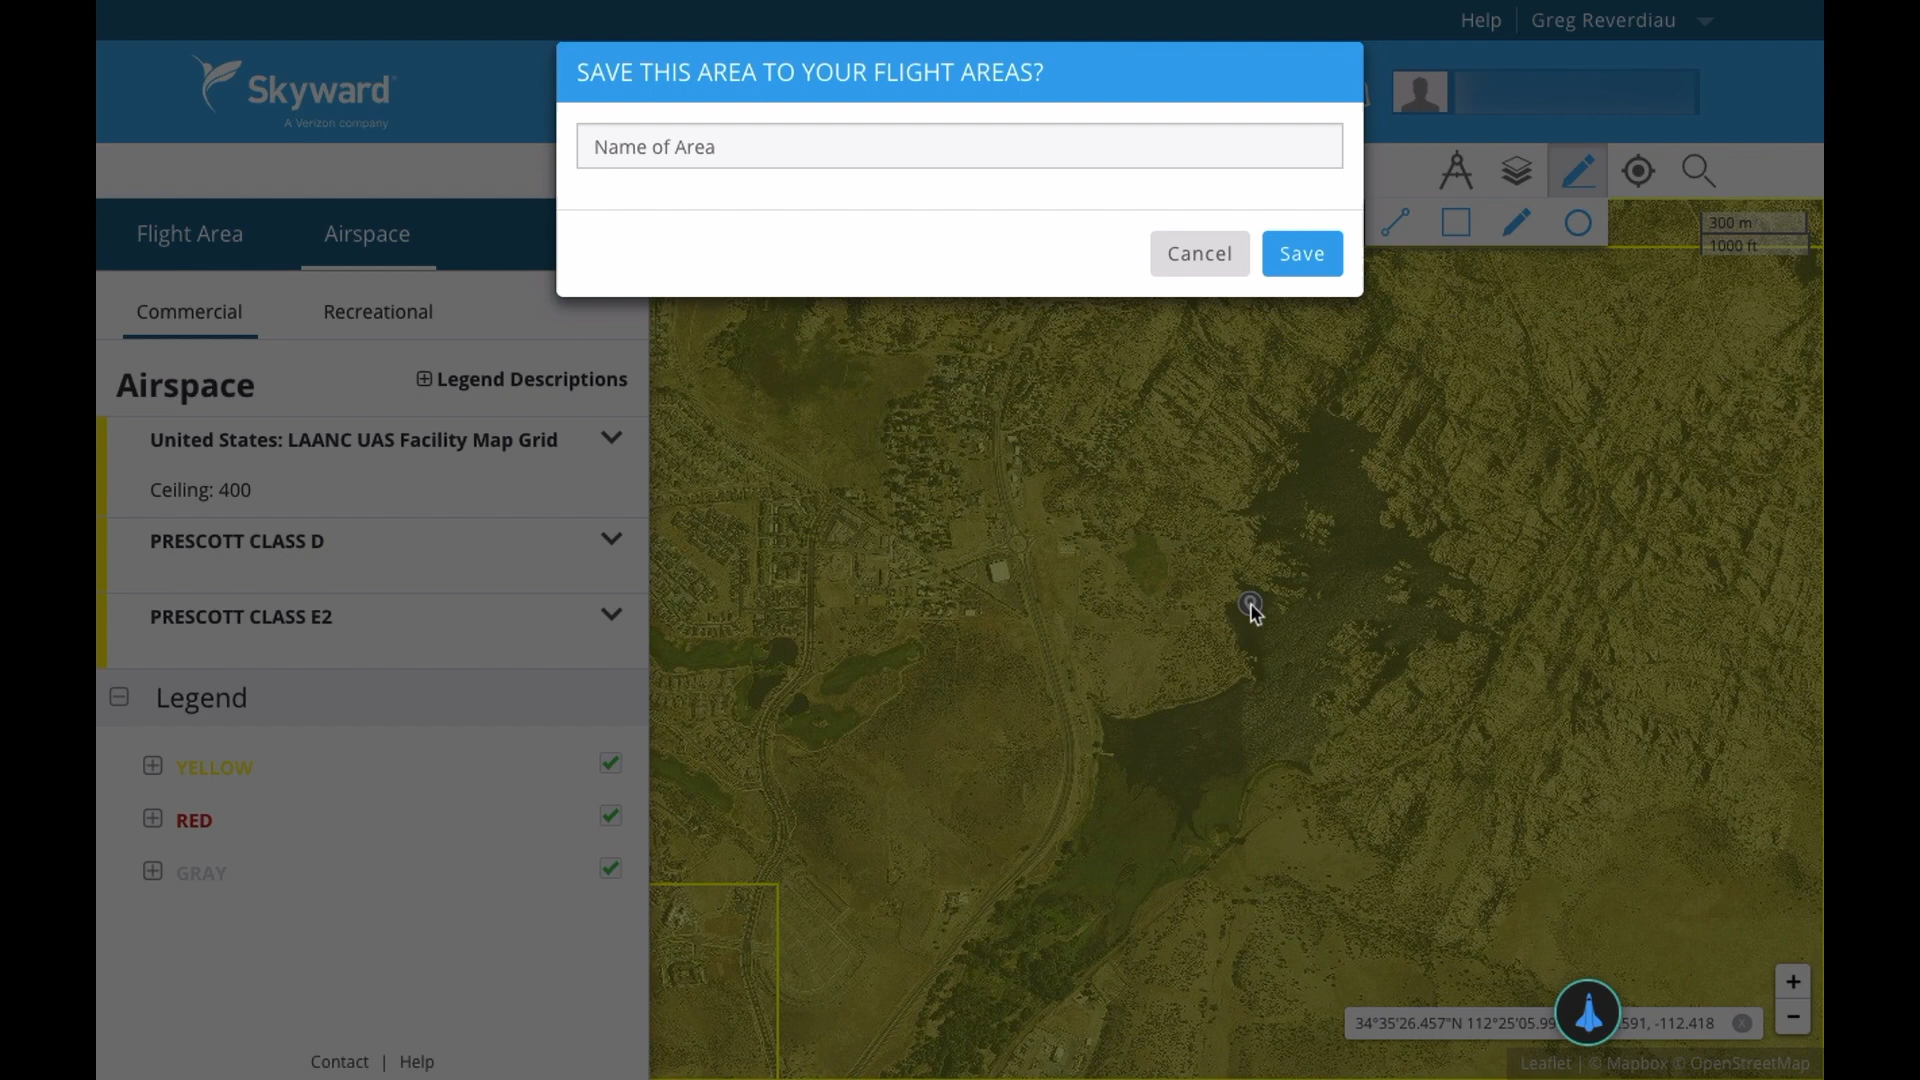 Help
Greg Reverdiau
SAVE THIS AREA TO YOUR FLIGHT AREAS?
Skyward
A Verizon company
Name of Area
Cancel
Save
300 m
1000 ft
Flight Area
Airspace
Commercial
Recreational
Airspace
Legend Descriptions
United States: LAANC UAS Facility Map Grid
Ceiling: 400
PRESCOTT CLASS D
PRESCOTT CLASS E2
Legend
YELLOW
RED
GRAY
+
−
34°35'26.457"N 112°25'05.99 591, -112.418 X
Contact | Help
Leaflet | © Mapbox © OpenStreetMap